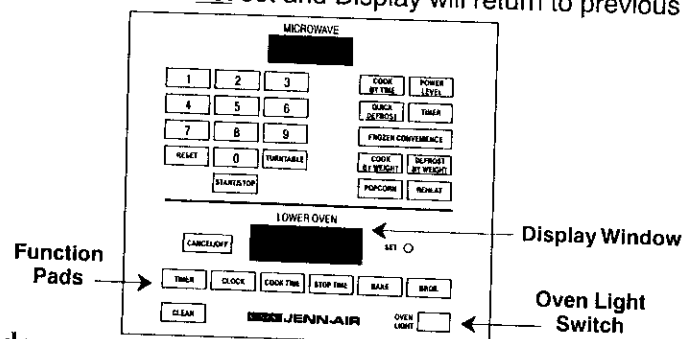 set and Display will return to previous
MICROWAVE
1 2 3 COOK BY TIME POWER LEVEL
4 5 6 QUICK DEFROST TIMER
7 8 9 FROZEN CONVENIENCE
RESET 0 TURNTABLE COOK BY WEIGHT DEFROST BY WEIGHT
START/STOP POPCORN REHEAT
LOWER OVEN
Display Window
CANCEL/OFF SET
Function
Pads
TIMER CLOCK COOK TIME STOP TIME BAKE BROIL
Oven Light
Switch
CLEAN JENN-AIR OVEN LIGHT